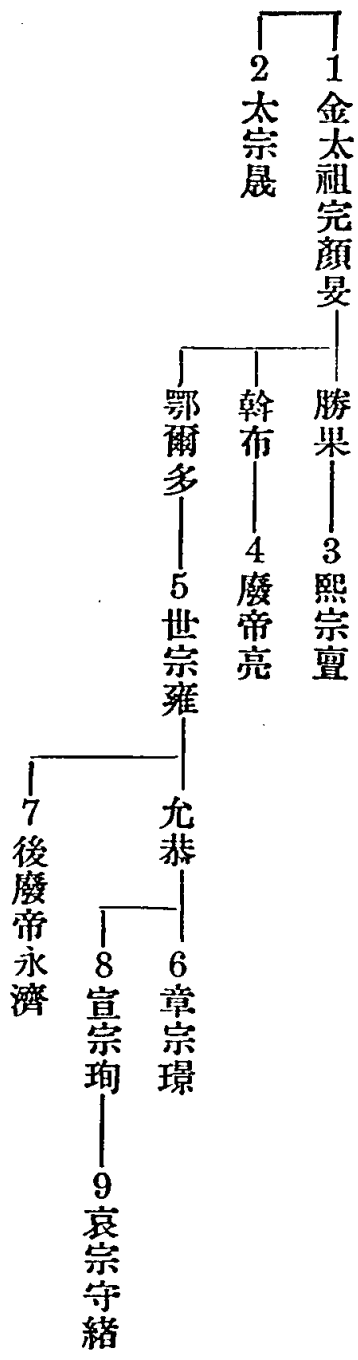 1 金太祖完顏旻
2 太宗晟
勝果
3 熙宗亶
斡布
4 廢帝亮
鄂爾多
5 世宗雍
允恭
6 章宗璟
7 後廢帝永濟
8 宣宗珣
9 哀宗守緒